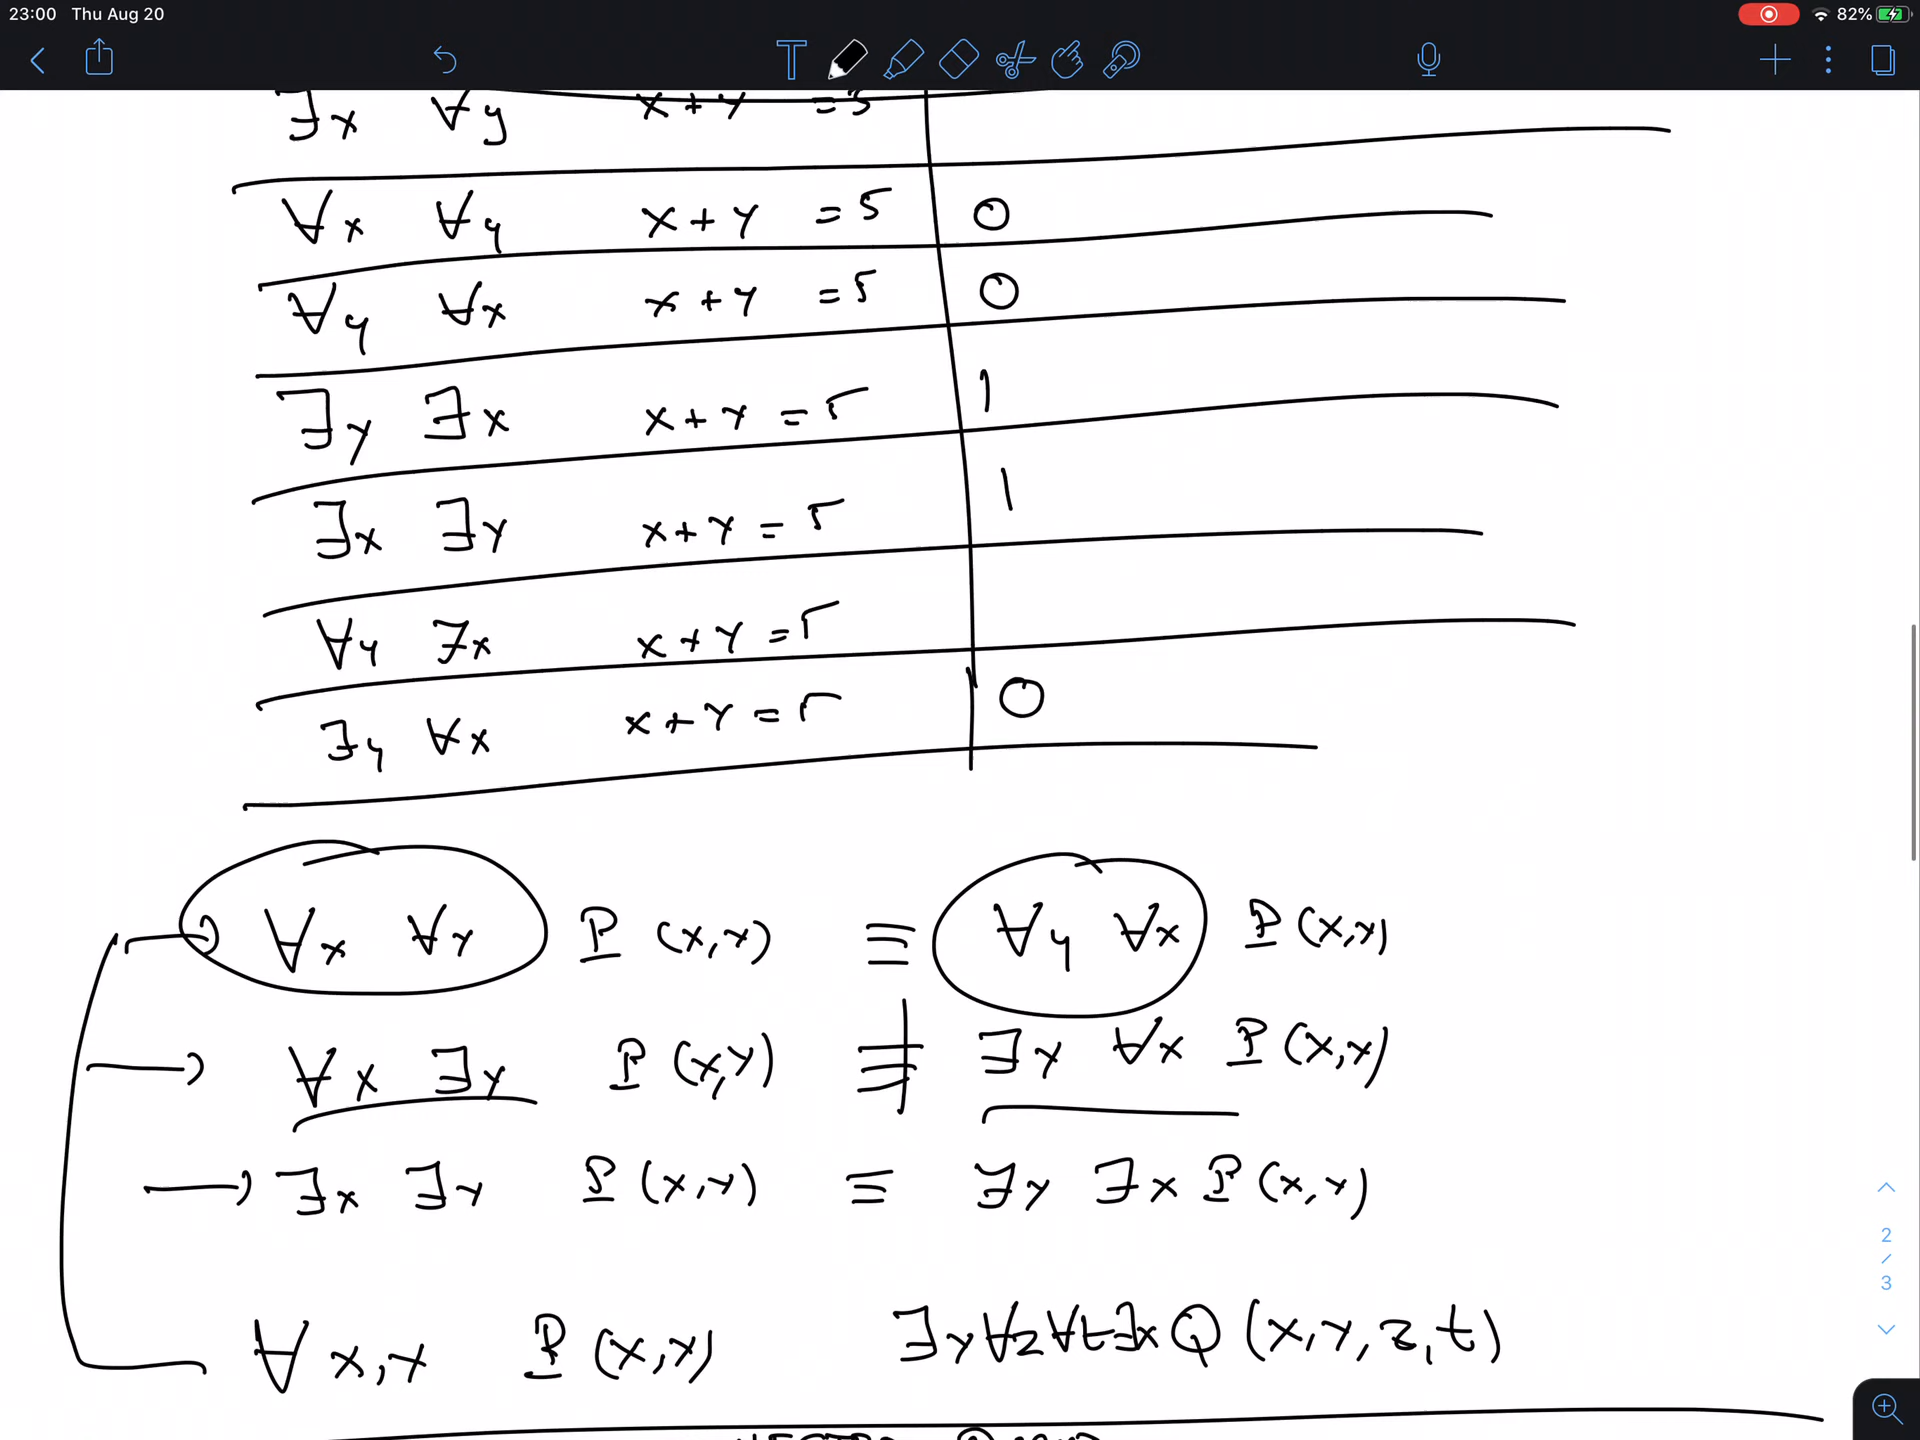 23:00 Thu Aug 20 82%
T
∃x ∀y x+y =5
∀x ∀y x+y =5 0
∀y ∀x x+y =5 0
∃y ∃x x+y=5 1
∃x ∃y x+y=5 1
∀y ∃x x+y=5
∃y ∀x x+y=5 0
∀x ∀y P(x,y) ≡ ∀y ∀x P(x,y)
→ ∀x ∃y P(x,y) ≢ ∃y ∀x P(x,y)
→ ∃x ∃y P(x,y) ≡ ∃y ∃x P(x,y)
∀x,y P(x,y) ∃y∀z∀t∃x Q(x,y,z,t)
2
/
3